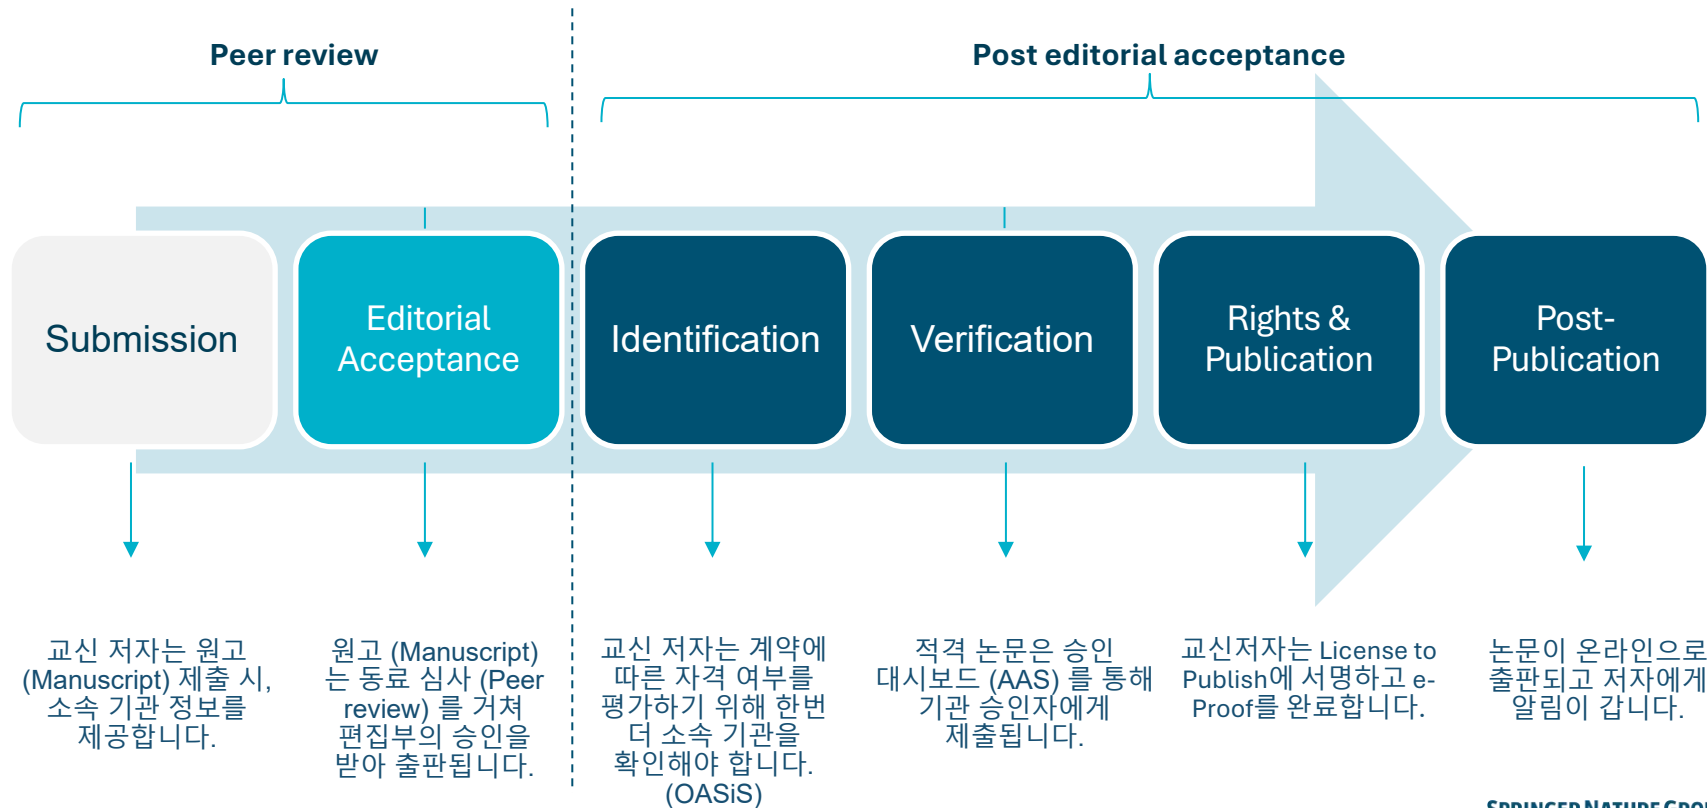 Peer review
Post editorial acceptance
Submission
Editorial
Acceptance
Identification
Verification
Rights &
Publication
Post-
Publication
교신 저자는 원고
(Manuscript) 제출 시,
소속 기관 정보를
제공합니다.
원고 (Manuscript)
는 동료 심사 (Peer
review) 를 거쳐
편집부의 승인을
받아 출판됩니다.
교신 저자는 계약에
따른 자격 여부를
평가하기 위해 한번
더 소속 기관을
확인해야 합니다.
(OASiS)
적격 논문은 승인
대시보드 (AAS) 를 통해
기관 승인자에게
제출됩니다.
교신저자는 License to
Publish에 서명하고 e-
Proof를 완료합니다.
논문이 온라인으로
출판되고 저자에게
알림이 갑니다.
SPRINGER NATURE